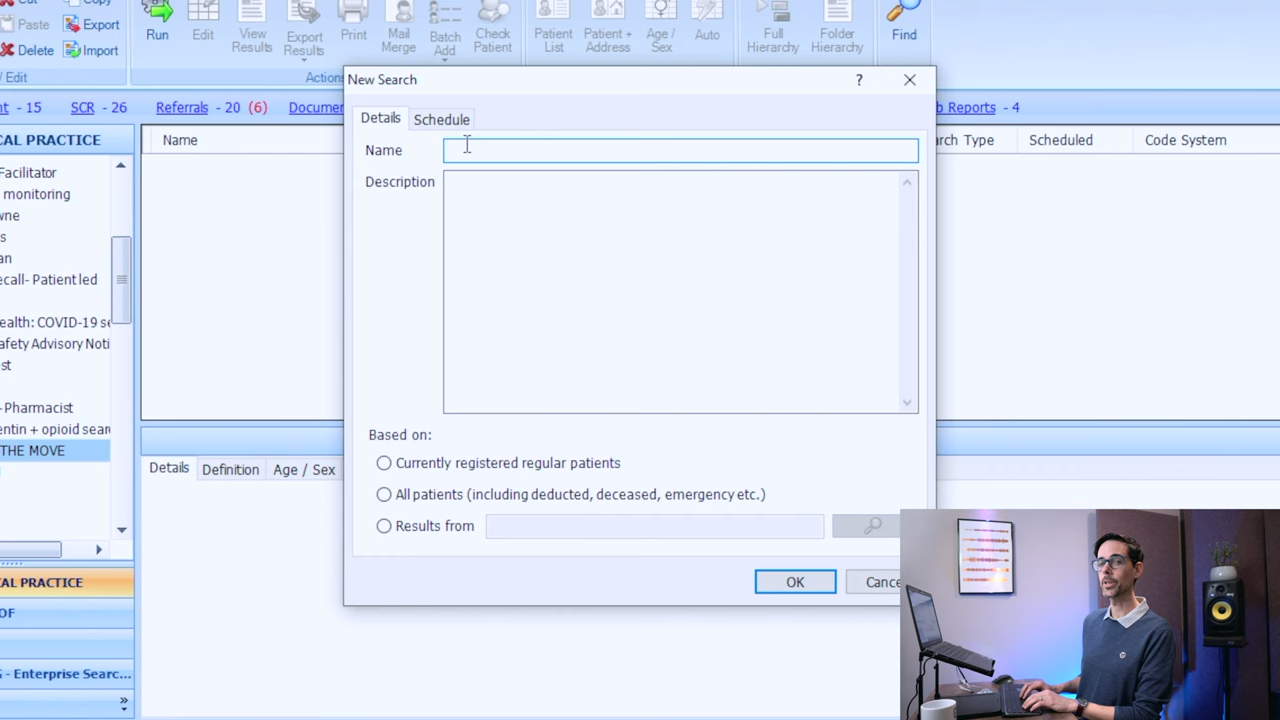 Cut
Copy
Paste
Export
Delete
Import
Edit
Run
Edit
View Results
Export Results
Print
Mail Merge
Batch Add
Check Patient
Patient List
Patient + Address
Age / Sex
Auto
Full Hierarchy
Folder Hierarchy
Find
Actions
- 15 SCR - 26 Referrals - 20 (6) Documen Reports - 4
New Search ?
CAL PRACTICE
Name
Type Scheduled Code System
Facilitator
monitoring
ecall- Patient led
ealth: COVID-19 se
afety Advisory Noti
- Pharmacist
entin + opioid sear
THE MOVE
CAL PRACTICE
OF
- Enterprise Searc...
Details Schedule
Name
Description
Based on:
Currently registered regular patients
All patients (including deducted, deceased, emergency etc.)
Results from
OK Cance
Details Definition Age / Sex